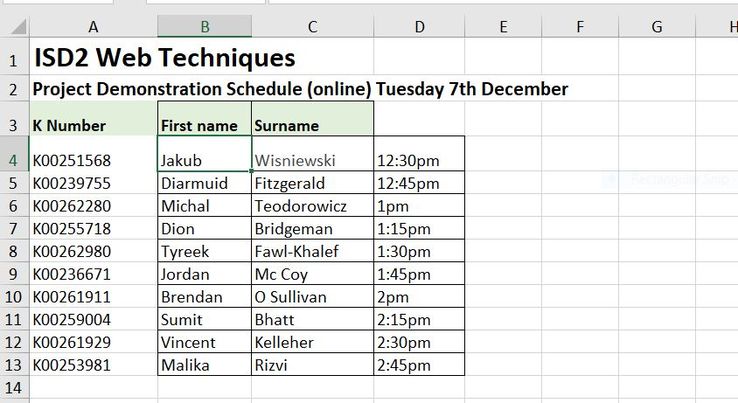 A B C D E F G H
1 ISD2 Web Techniques
2 Project Demonstration Schedule (online) Tuesday 7th December
3 K Number First name Surname
4 K00251568 Jakub Wisniewski 12:30pm
5 K00239755 Diarmuid Fitzgerald 12:45pm
6 K00262280 Michal Teodorowicz 1pm
7 K00255718 Dion Bridgeman 1:15pm
8 K00262980 Tyreek Fawl-Khalef 1:30pm
9 K00236671 Jordan Mc Coy 1:45pm
10 K00261911 Brendan O Sullivan 2pm
11 K00259004 Sumit Bhatt 2:15pm
12 K00261929 Vincent Kelleher 2:30pm
13 K00253981 Malika Rizvi 2:45pm
14
Rectangular Snip